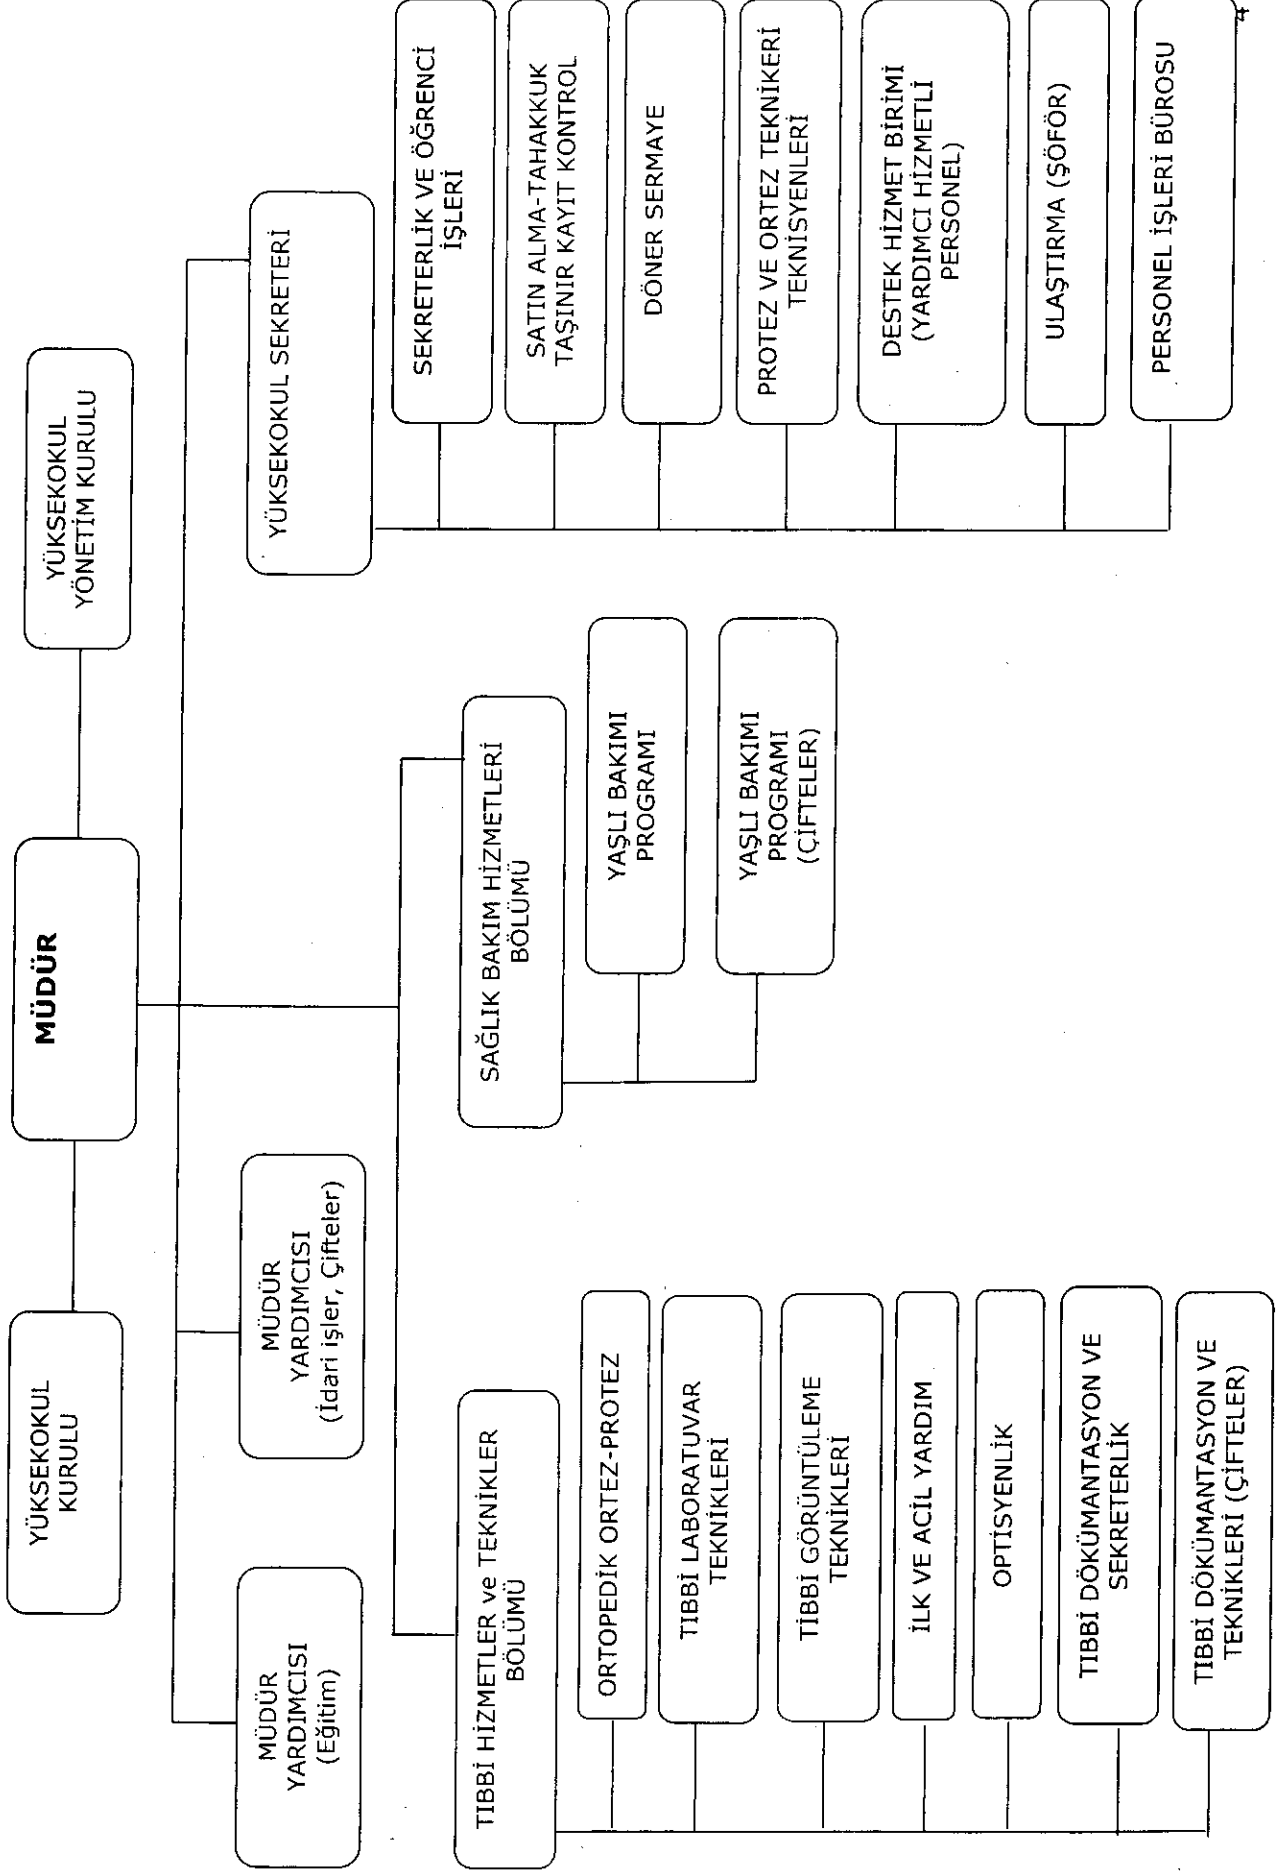 YÜKSEKOKUL
KURULU
MÜDÜR
YÜKSEKOKUL
YÖNETİM KURULU
MÜDÜR
YARDIMCISI
(Eğitim)
MÜDÜR
YARDIMCISI
(İdari işler, Çifteler)
YÜKSEKOKUL SEKRETERİ
TIBBİ HİZMETLER ve TEKNİKLER
BÖLÜMÜ
ORTOPEDİK ORTEZ-PROTEZ
TIBBİ LABORATUVAR
TEKNİKLERİ
TIBBİ GÖRÜNTÜLEME
TEKNİKLERİ
İLK VE ACİL YARDIM
OPTİSYENLİK
TIBBİ DÖKÜMANTASYON VE
SEKRETERLİK
TIBBİ DÖKÜMANTASYON VE
TEKNİKLERİ (ÇİFTELER)
SAĞLIK BAKIM HİZMETLERİ
BÖLÜMÜ
YAŞLI BAKIMI
PROGRAMI
YAŞLI BAKIMI
PROGRAMI
(ÇİFTELER)
SEKRETERLİK VE ÖĞRENCİ
İŞLERİ
SATIN ALMA-TAHAKKUK
TAŞINIR KAYIT KONTROL
DÖNER SERMAYE
PROTEZ VE ORTEZ TEKNİKERİ
TEKNİSYENLERİ
DESTEK HİZMET BİRİMİ
(YARDIMCI HİZMETLİ
PERSONEL)
ULAŞTIRMA (ŞÖFÖR)
PERSONEL İŞLERİ BÜROSU
4